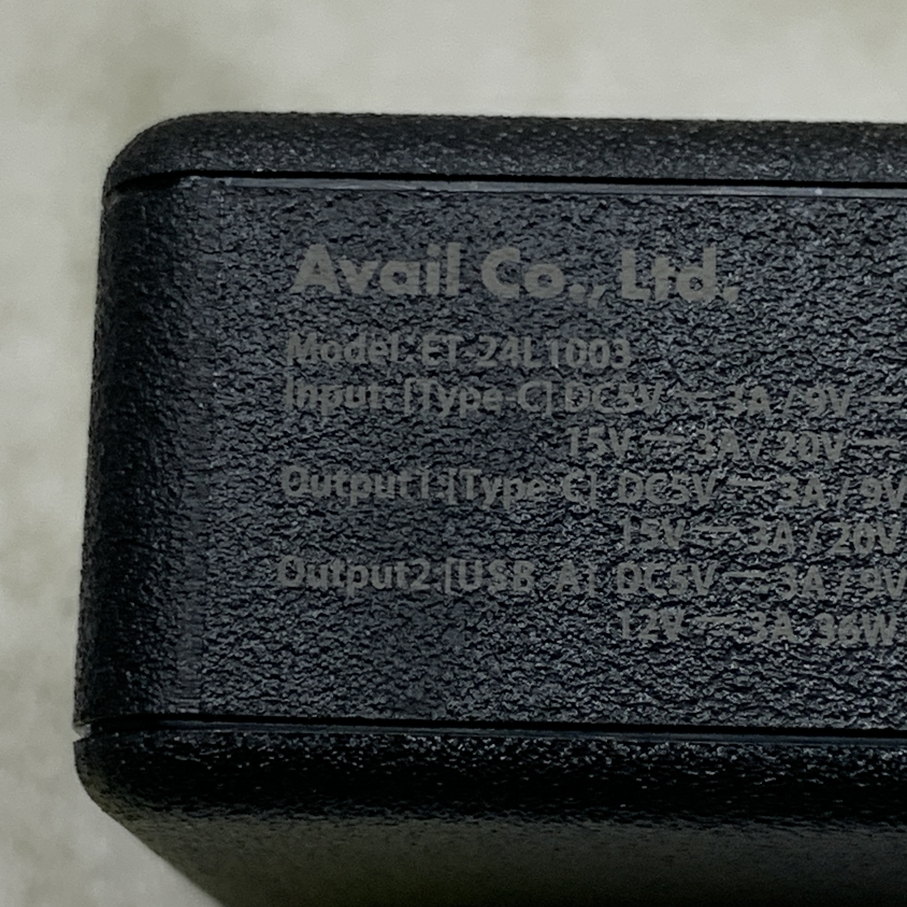 Avail Co., Ltd.
Model: ET-24L1003
Input: [Type-C] DC5V ⎓ 3A / 9V ⎓
15V ⎓ 3A / 20V ⎓
Output1:[Type-C] DC5V ⎓ 3A / 9V
15V ⎓ 3A / 20V
Output2:[USB-A] DC5V ⎓ 3A / 9V
12V ⎓ 3A, 36W